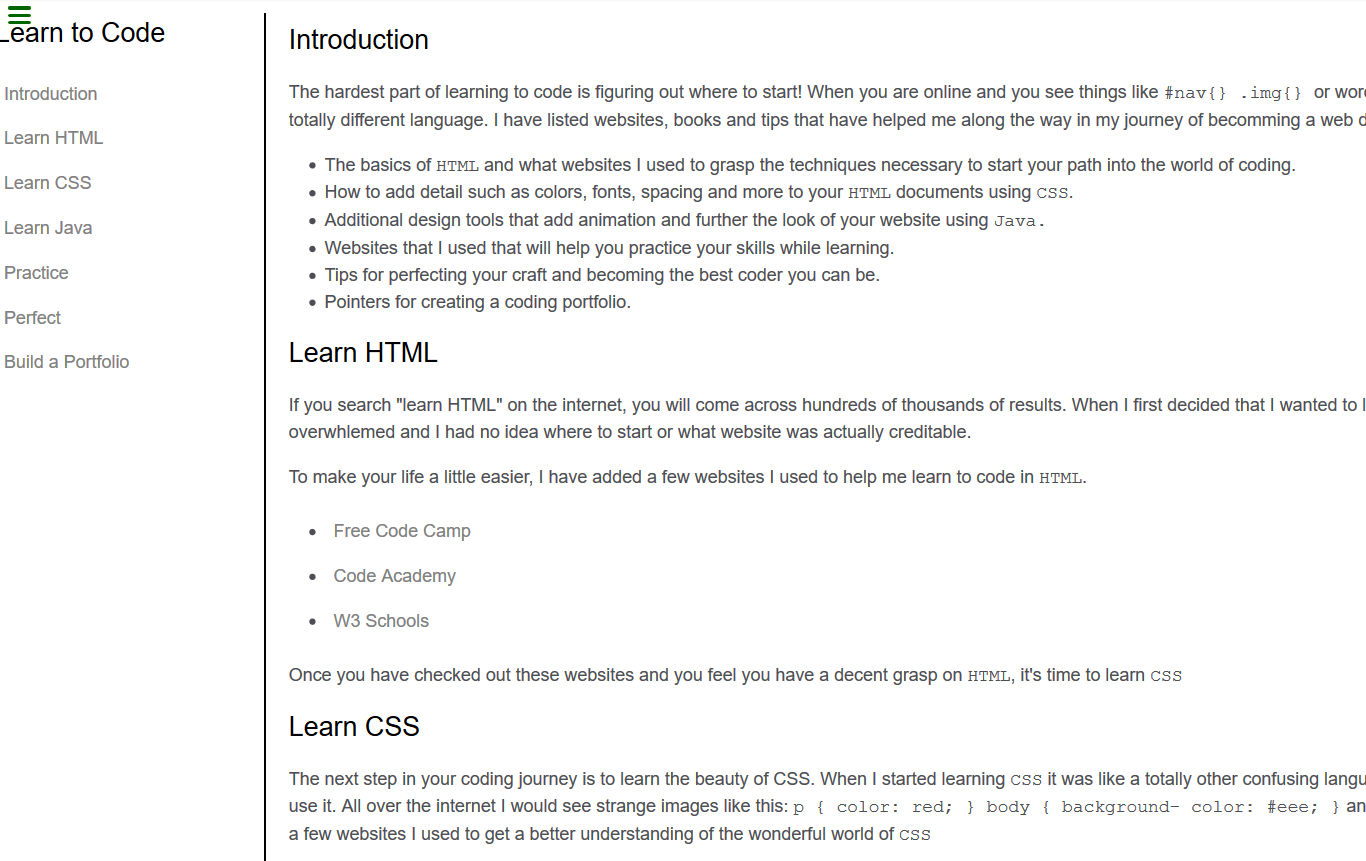 Learn to Code
Introduction
Learn HTML
Learn CSS
Learn Java
Practice
Perfect
Build a Portfolio
Introduction
The hardest part of learning to code is figuring out where to start! When you are online and you see things like #nav{} .img{} or
totally different language. I have listed websites, books and tips that have helped me along the way in my journey of becomming a web
• The basics of HTML and what websites I used to grasp the techniques necessary to start your path into the world of coding.
• How to add detail such as colors, fonts, spacing and more to your HTML documents using CSS.
• Additional design tools that add animation and further the look of your website using Java.
• Websites that I used that will help you practice your skills while learning.
• Tips for perfecting your craft and becoming the best coder you can be.
• Pointers for creating a coding portfolio.
Learn HTML
If you search "learn HTML" on the internet, you will come across hundreds of thousands of results. When I first decided that I wanted to
overwhlemed and I had no idea where to start or what website was actually creditable.
To make your life a little easier, I have added a few websites I used to help me learn to code in HTML.
• Free Code Camp
• Code Academy
• W3 Schools
Once you have checked out these websites and you feel you have a decent grasp on HTML, it's time to learn CSS
Learn CSS
The next step in your coding journey is to learn the beauty of CSS. When I started learning CSS it was like a totally other confusing
use it. All over the internet I would see strange images like this: p { color: red; } body { background- color: #eee; }
a few websites I used to get a better understanding of the wonderful world of CSS